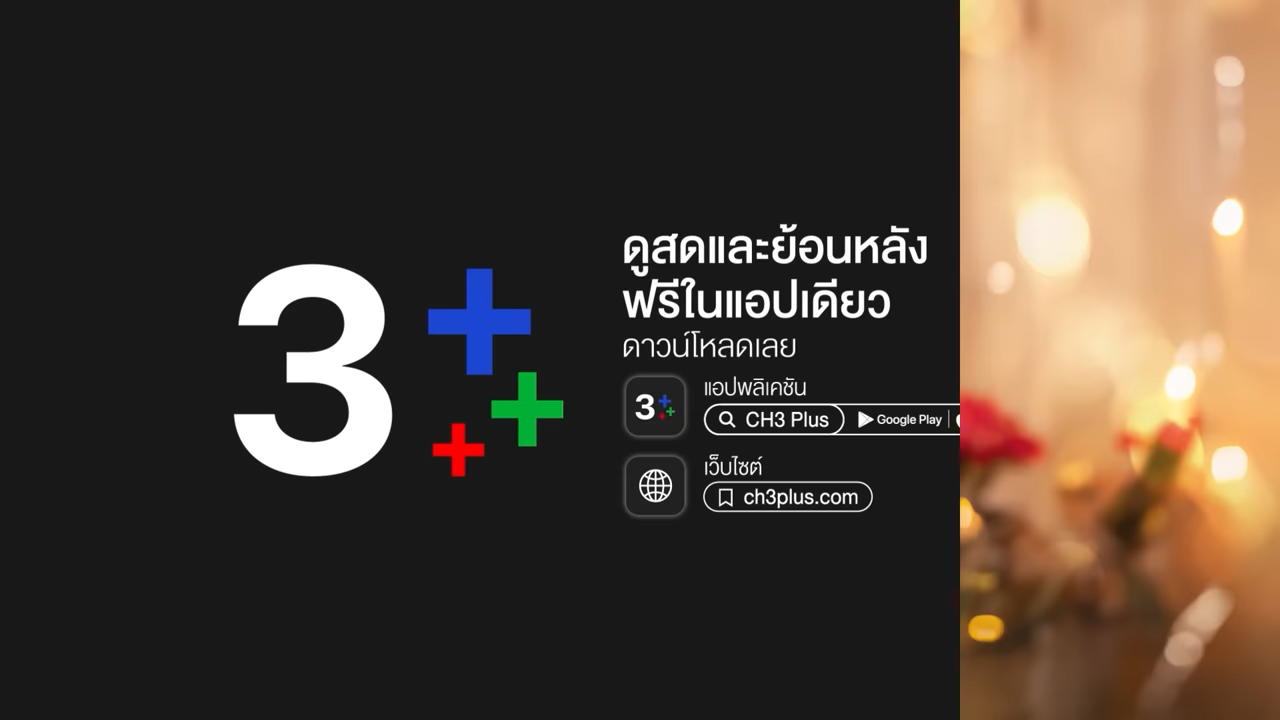 3
ดูสดและย้อนหลัง
ฟรีในแอปเดียว
ดาวน์โหลดเลย
3
แอปพลิเคชัน
CH3 Plus Google Play
เว็บไซต์
ch3plus.com